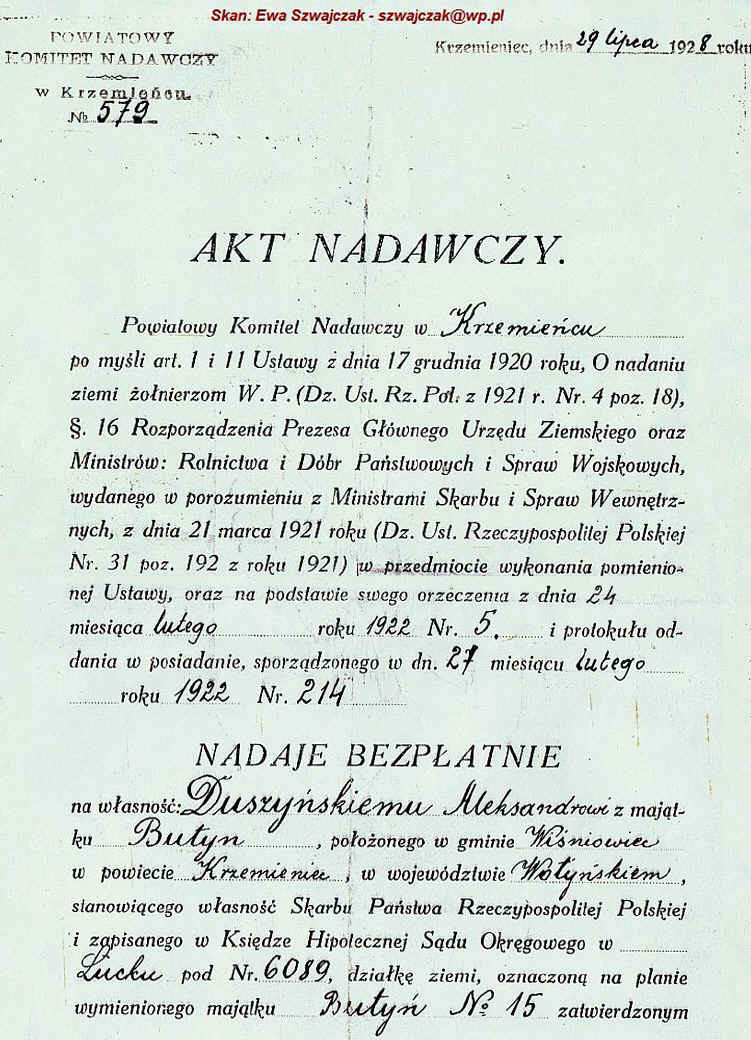 Skan: Ewa Szwajczak - szwajczak@wp.pl
POWIATOWY
KOMITET NADAWCZY
w Krzemieńcu.
№ 579
Krzemieniec, dnia 29 lipca 1928 roku
AKT NADAWCZY.
Powiatowy Komitet Nadawczy w Krzemieńcu
po myśli art. 1 i 11 Ustawy z dnia 17 grudnia 1920 roku, O nadaniu
ziemi żołnierzom W. P. (Dz. Ust. Rz. Pol. z 1921 r. Nr. 4 poz. 18),
§. 16 Rozporządzenia Prezesa Głównego Urzędu Ziemskiego oraz
Ministrów: Rolnictwa i Dóbr Państwowych i Spraw Wojskowych,
wydanego w porozumieniu z Ministrami Skarbu i Spraw Wewnętrz-
nych, z dnia 21 marca 1921 roku (Dz. Ust. Rzeczypospolitej Polskiej
Nr. 31 poz. 192 z roku 1921) w przedmiocie wykonania pomienio-
nej Ustawy, oraz na podstawie swego orzeczenia z dnia 24
miesiąca lutego roku 1922 Nr. 5. i protokułu od-
dania w posiadanie, sporządzonego w dn. 27 miesiącu lutego
roku 1922 Nr. 214
NADAJE BEZPŁATNIE
na własność: Duszyńskiemu Aleksandrowi z mająt-
ku Butyn, położonego w gminie Wiśniowiec
w powiecie Krzemieniec, w województwie Wołyńskiem,
stanowiącego własność Skarbu Państwa Rzeczypospolitej Polskiej
i zapisanego w Księdze Hipotecznej Sądu Okręgowego w
Łucku pod Nr. 6089, działkę ziemi, oznaczoną na planie
wymienionego majątku Butyń № 15 zatwierdzonym